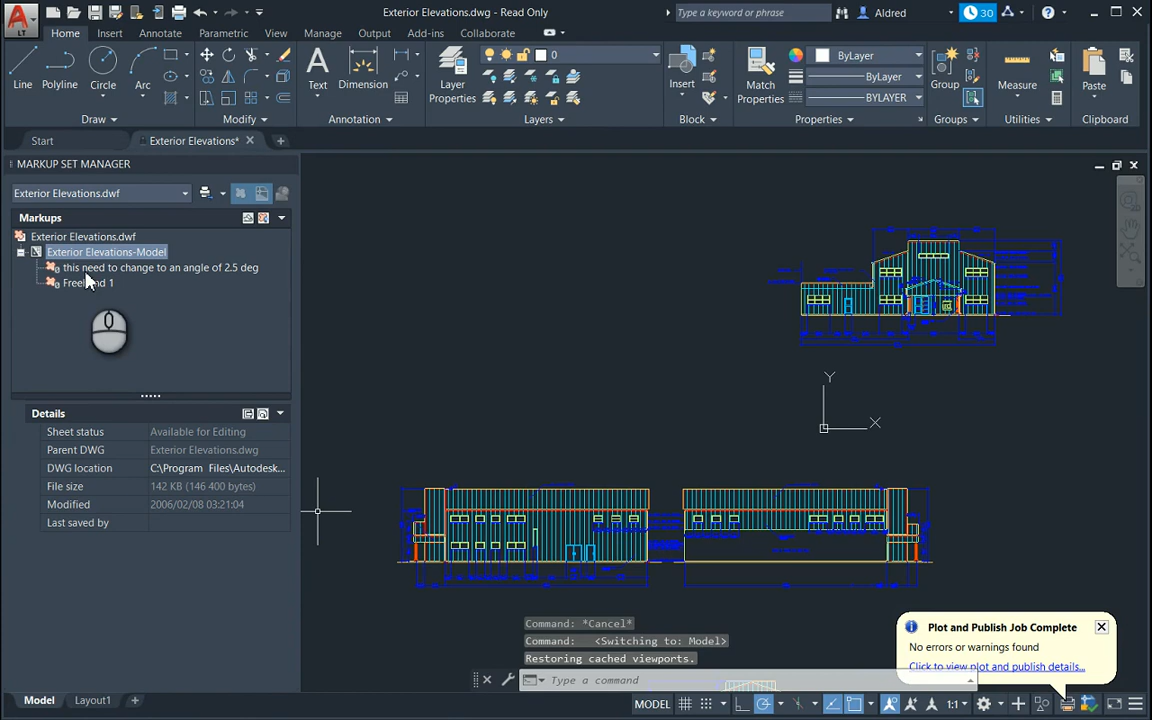 LT
Exterior Elevations.dwg - Read Only
Type a keyword or phrase
Aldred
30
Home Insert Annotate Parametric View Manage Output Add-ins Collaborate
Line Polyline Circle Arc
Draw
Modify
Text Dimension
Annotation
Layer
Properties
0
Layers
Insert
Block
Match
Properties
ByLayer
ByLayer
BYLAYER
Properties
Group
Groups
Measure
Utilities
Paste
Clipboard
Start
Exterior Elevations*
MARKUP SET MANAGER
Exterior Elevations.dwf
Markups
Exterior Elevations.dwf
Exterior Elevations-Model
this need to change to an angle of 2.5 deg
Details
Sheet status Available for Editing
Parent DWG Exterior Elevations.dwg
DWG location C:\Program Files\Autodesk...
File size 142 KB (146 400 bytes)
Modified 2006/02/08 03:21:04
Last saved by
Y
X
Command: *Cancel*
Command: <Switching to: Model>
Restoring cached viewports.
Type a command
Plot and Publish Job Complete
No errors or warnings found
Click to view plot and publish details...
Model Layout1
MODEL
1:1